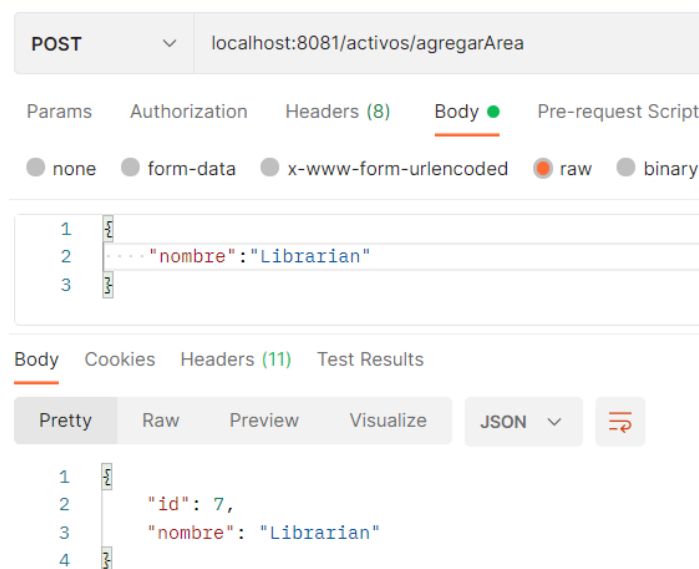 POST localhost:8081/activos/agregarArea
Params Authorization Headers (8) Body Pre-request Script
none form-data x-www-form-urlencoded raw binary
1 {
2 "nombre":"Librarian"
3 }
Body Cookies Headers (11) Test Results
Pretty Raw Preview Visualize JSON
1 {
2 "id": 7,
3 "nombre": "Librarian"
4 }